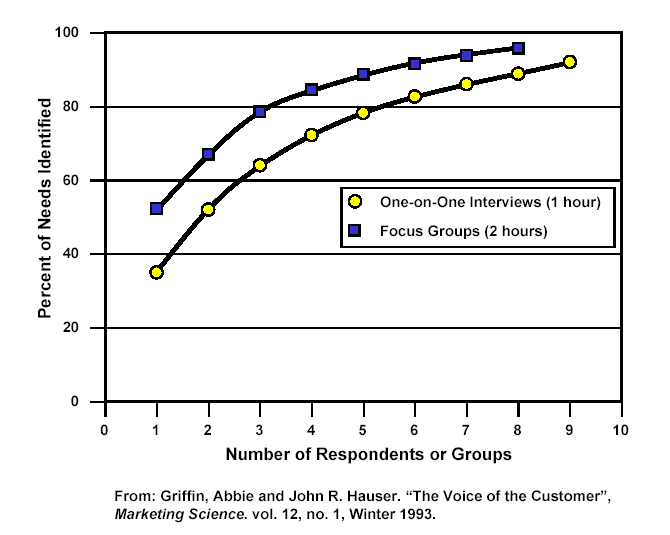 100
80
60
40
20
0
Percent of Needs Identified
One-on-One Interviews (1 hour)
Focus Groups (2 hours)
0 1 2 3 4 5 6 7 8 9 10
Number of Respondents or Groups
From: Griffin, Abbie and John R. Hauser. “The Voice of the Customer”,
Marketing Science. vol. 12, no. 1, Winter 1993.